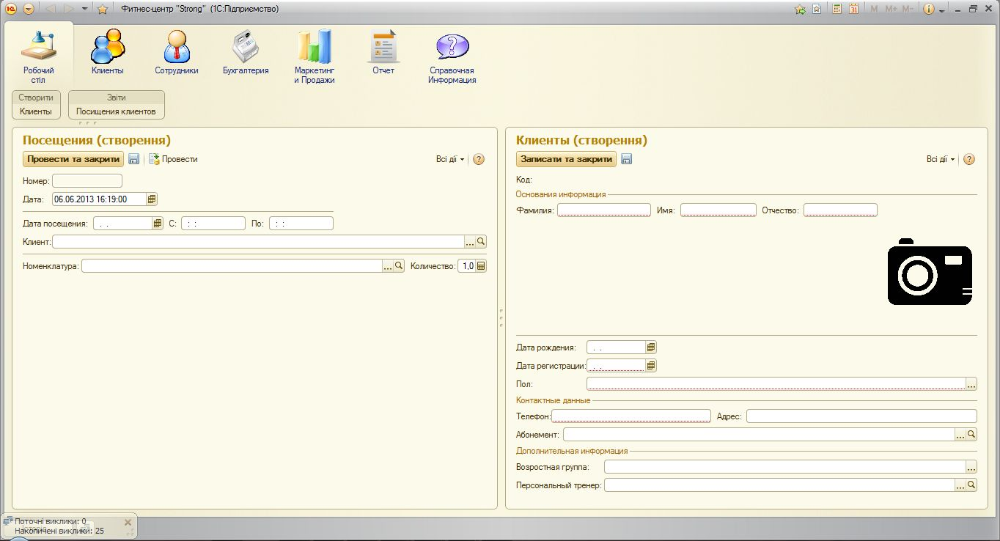 Фитнес-центр "Strong" (1С:Підприємство)
31 M M+ M-
Робочий стіл
Клиенты
Сотрудники
Бухгалтерия
Маркетинг и Продажи
Отчет
Справочная Информация
Створити
Клиенты
Звіти
Посищения клиентов
Посещения (створення)
Провести та закрити Провести Всі дії ?
Номер:
Дата: 06.06.2013 16:19:00
Дата посещения: . . С: : : По: : :
Клиент: ...
Номенклатура: ... Количество: 1,0
Клиенты (створення)
Записати та закрити Всі дії ?
Код:
Основания информация
Фамилия: Имя: Отчество:
Дата рождения: . .
Дата регистрации: . .
Пол: ...
Контактные данные
Телефон: Адрес:
Абонемент: ...
Дополнительная информация
Возростная группа: ...
Персональный тренер: ...
Поточні виклики: 0
Накопичені виклики: 25